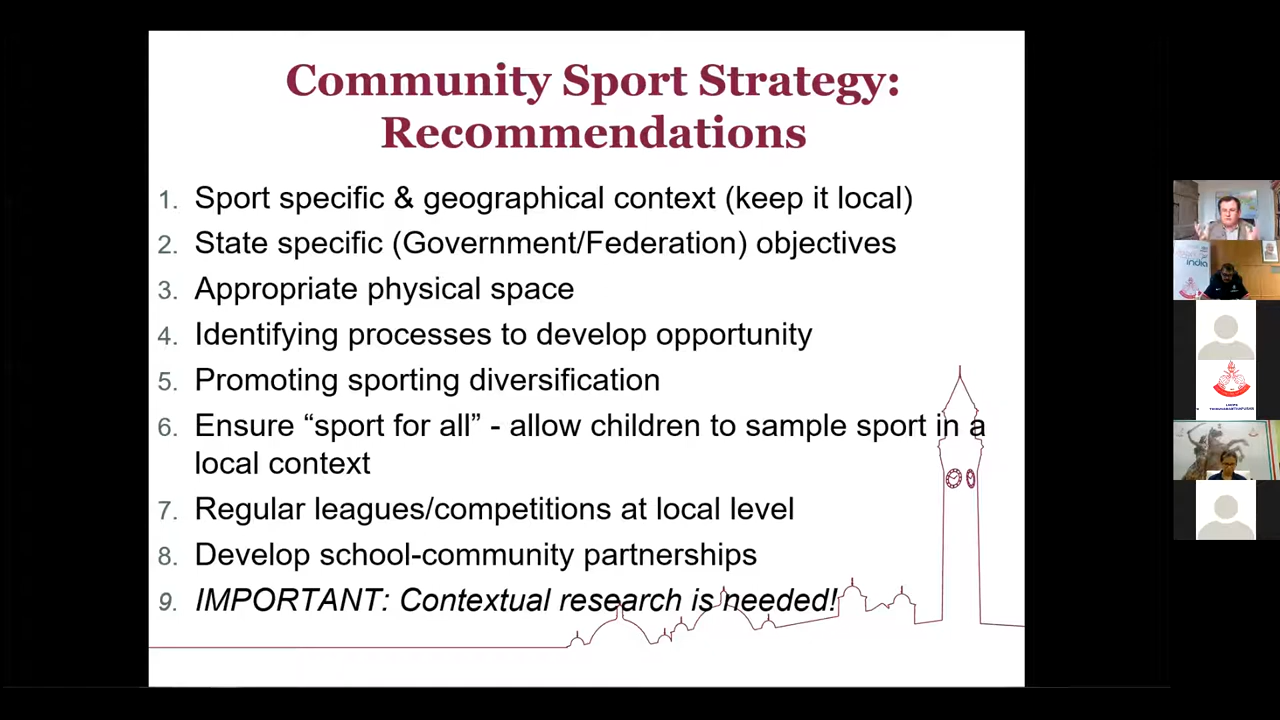 Community Sport Strategy:
Recommendations
1. Sport specific & geographical context (keep it local)
2. State specific (Government/Federation) objectives
3. Appropriate physical space
4. Identifying processes to develop opportunity
5. Promoting sporting diversification
6. Ensure “sport for all” - allow children to sample sport in a
local context
7. Regular leagues/competitions at local level
8. Develop school-community partnerships
9. IMPORTANT: Contextual research is needed!
india